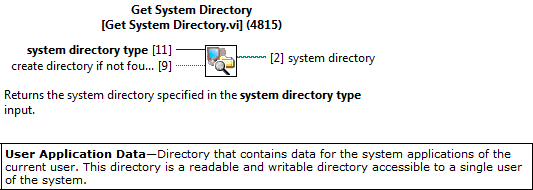 Get System Directory
[Get System Directory.vi] (4815)
system directory type [11]
create directory if not fou... [9]
[2] system directory
Returns the system directory specified in the system directory type
input.
User Application Data—Directory that contains data for the system applications of the
current user. This directory is a readable and writable directory accessible to a single user
of the system.